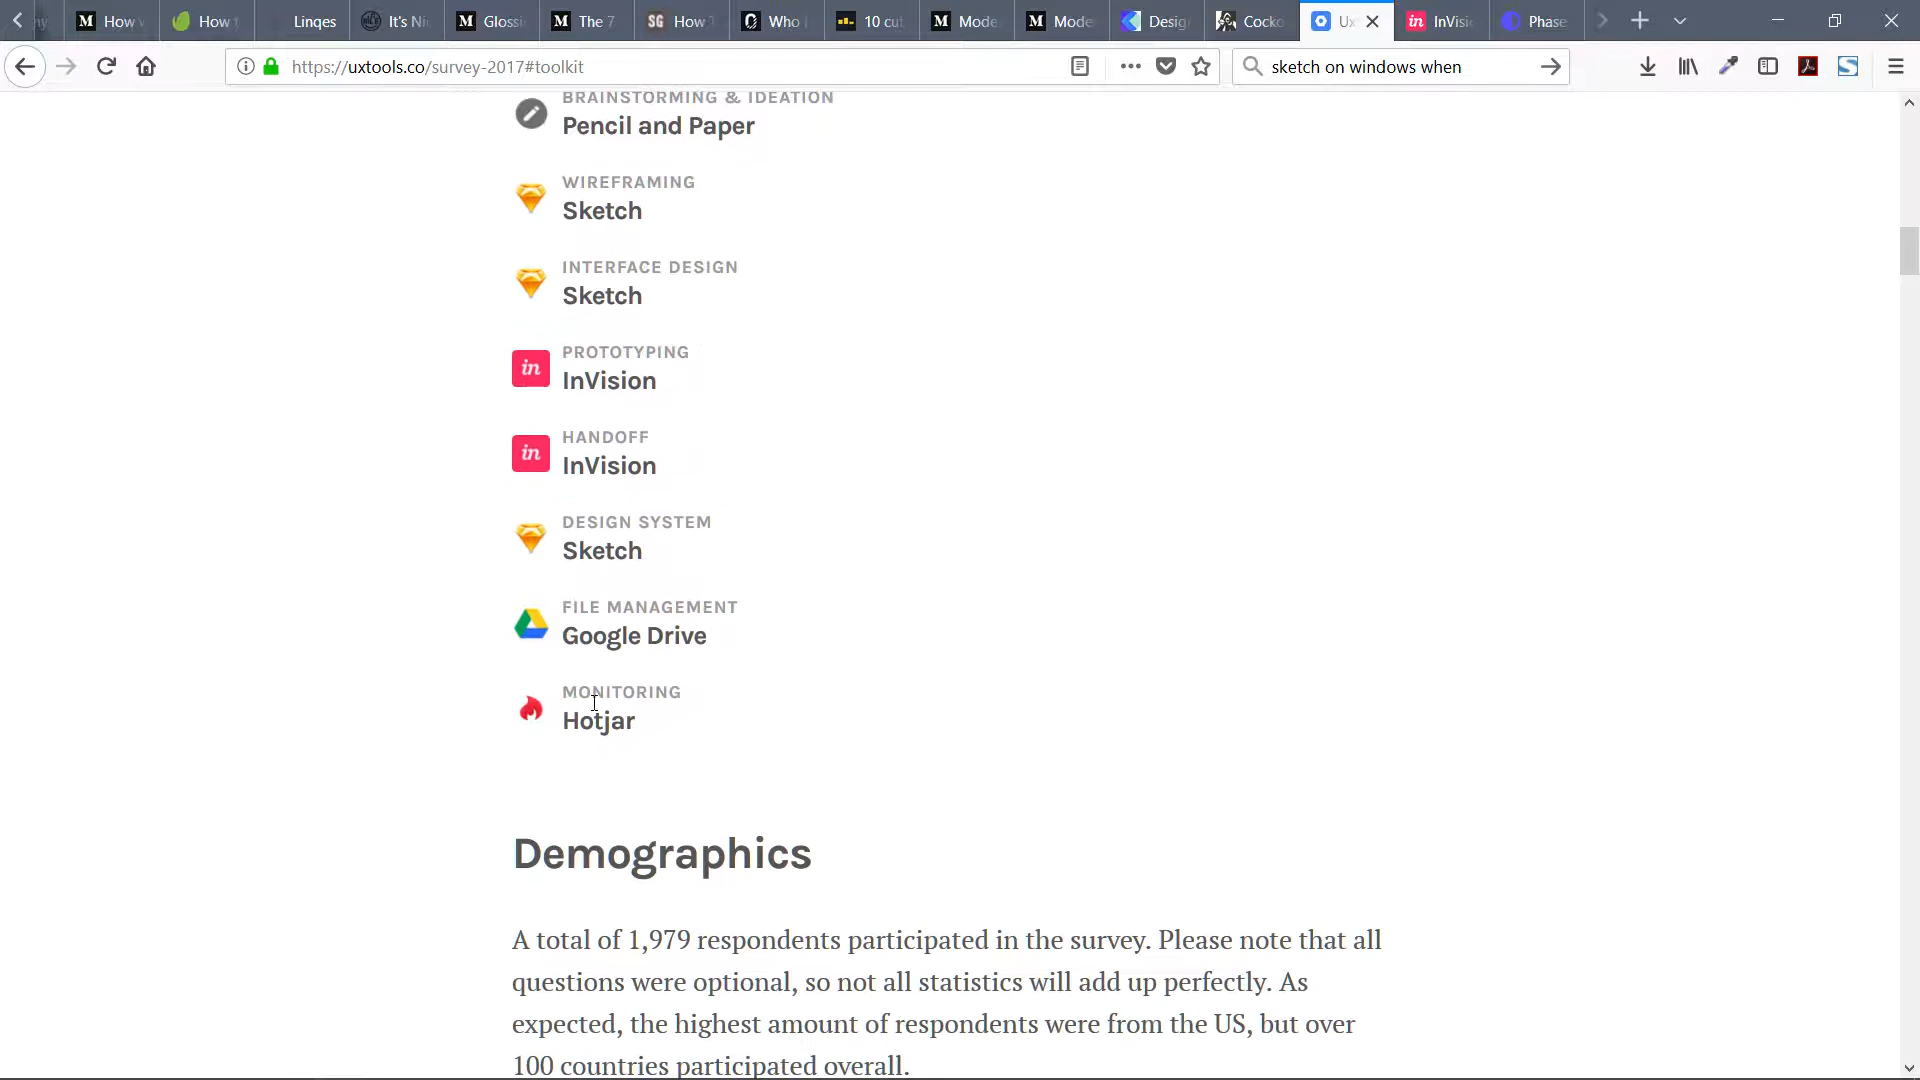 How
How
Linqes
It's Ni
Glossi
The 7
SG
How
Who
10 cut
Mode
Mode
Desig
Cocko
Ux
in
InVisi
Phase
https://uxtools.co/survey-2017#toolkit
sketch on windows when
BRAINSTORMING & IDEATION
Pencil and Paper
WIREFRAMING
Sketch
INTERFACE DESIGN
Sketch
in
PROTOTYPING
InVision
in
HANDOFF
InVision
DESIGN SYSTEM
Sketch
FILE MANAGEMENT
Google Drive
MONITORING
Hotjar
Demographics
A total of 1,979 respondents participated in the survey. Please note that all
questions were optional, so not all statistics will add up perfectly. As
expected, the highest amount of respondents were from the US, but over
100 countries participated overall.